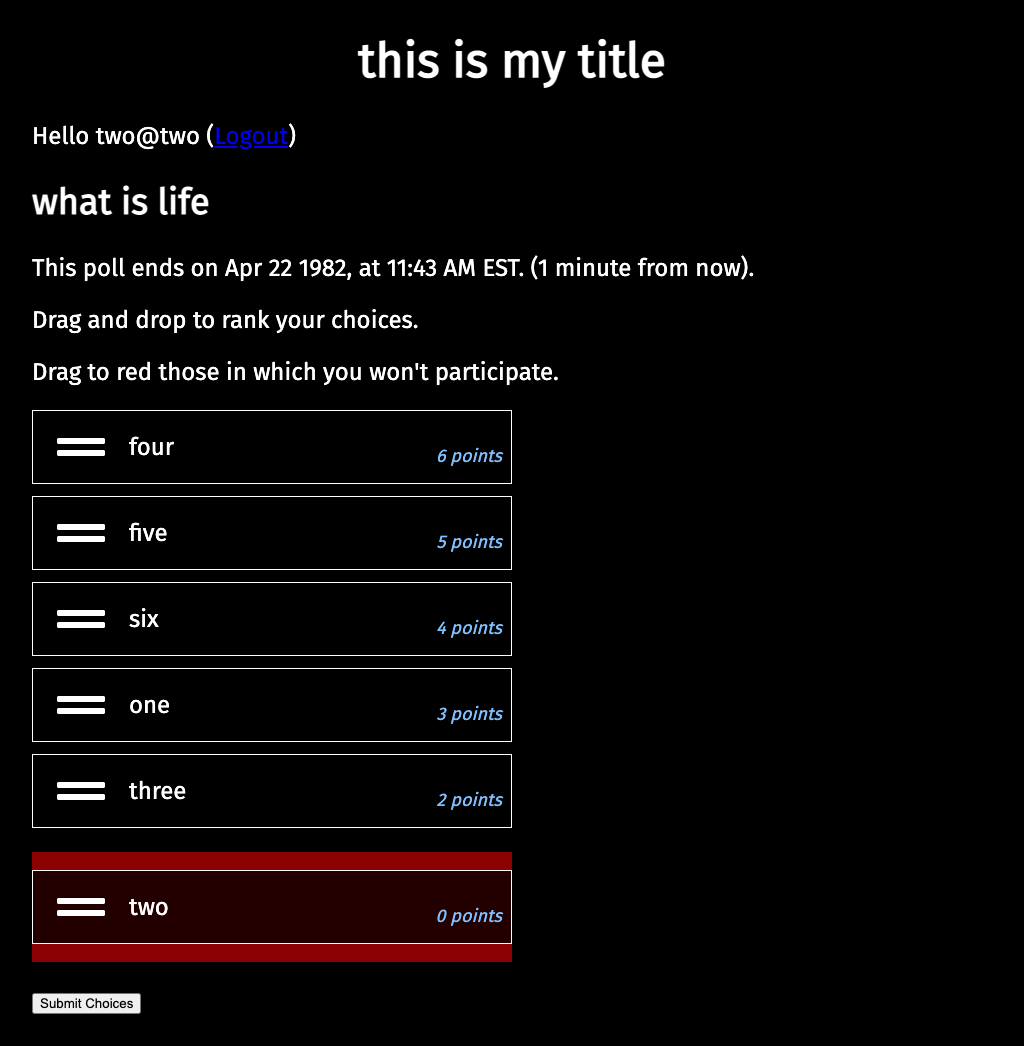 this is my title
Hello two@two (Logout)
what is life
This poll ends on Apr 22 1982, at 11:43 AM EST. (1 minute from now).
Drag and drop to rank your choices.
Drag to red those in which you won't participate.
four
6 points
five
5 points
six
4 points
one
3 points
three
2 points
two
0 points
Submit Choices